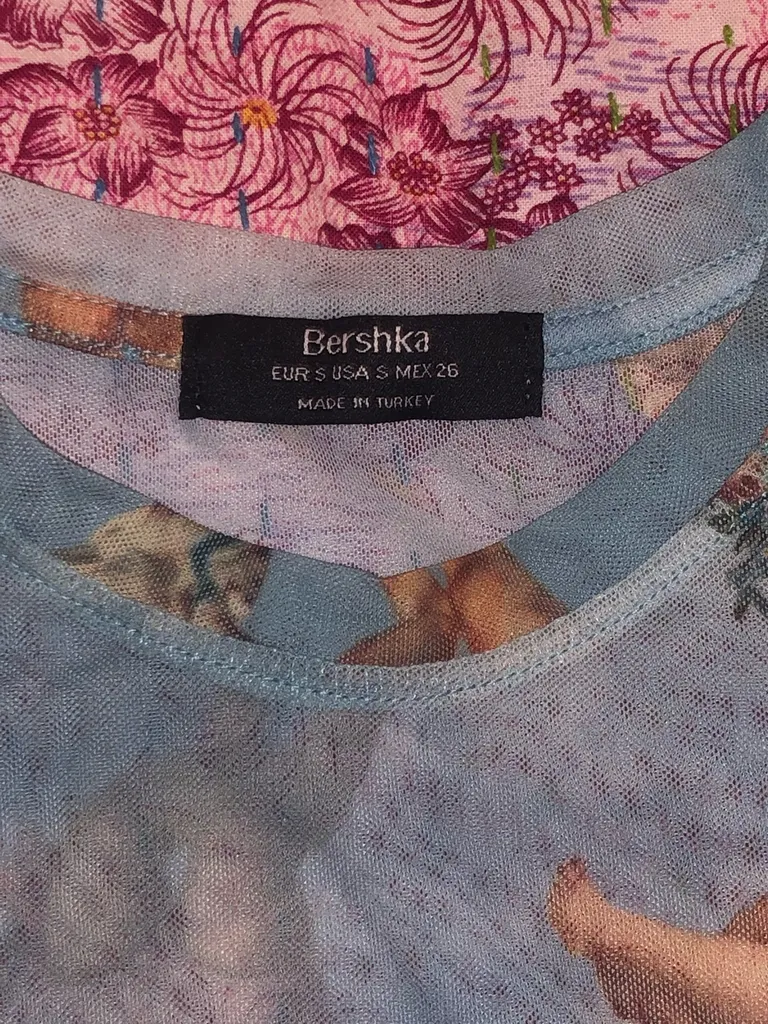 Bershka
EUR S USA S MEX 26
MADE IN TURKEY